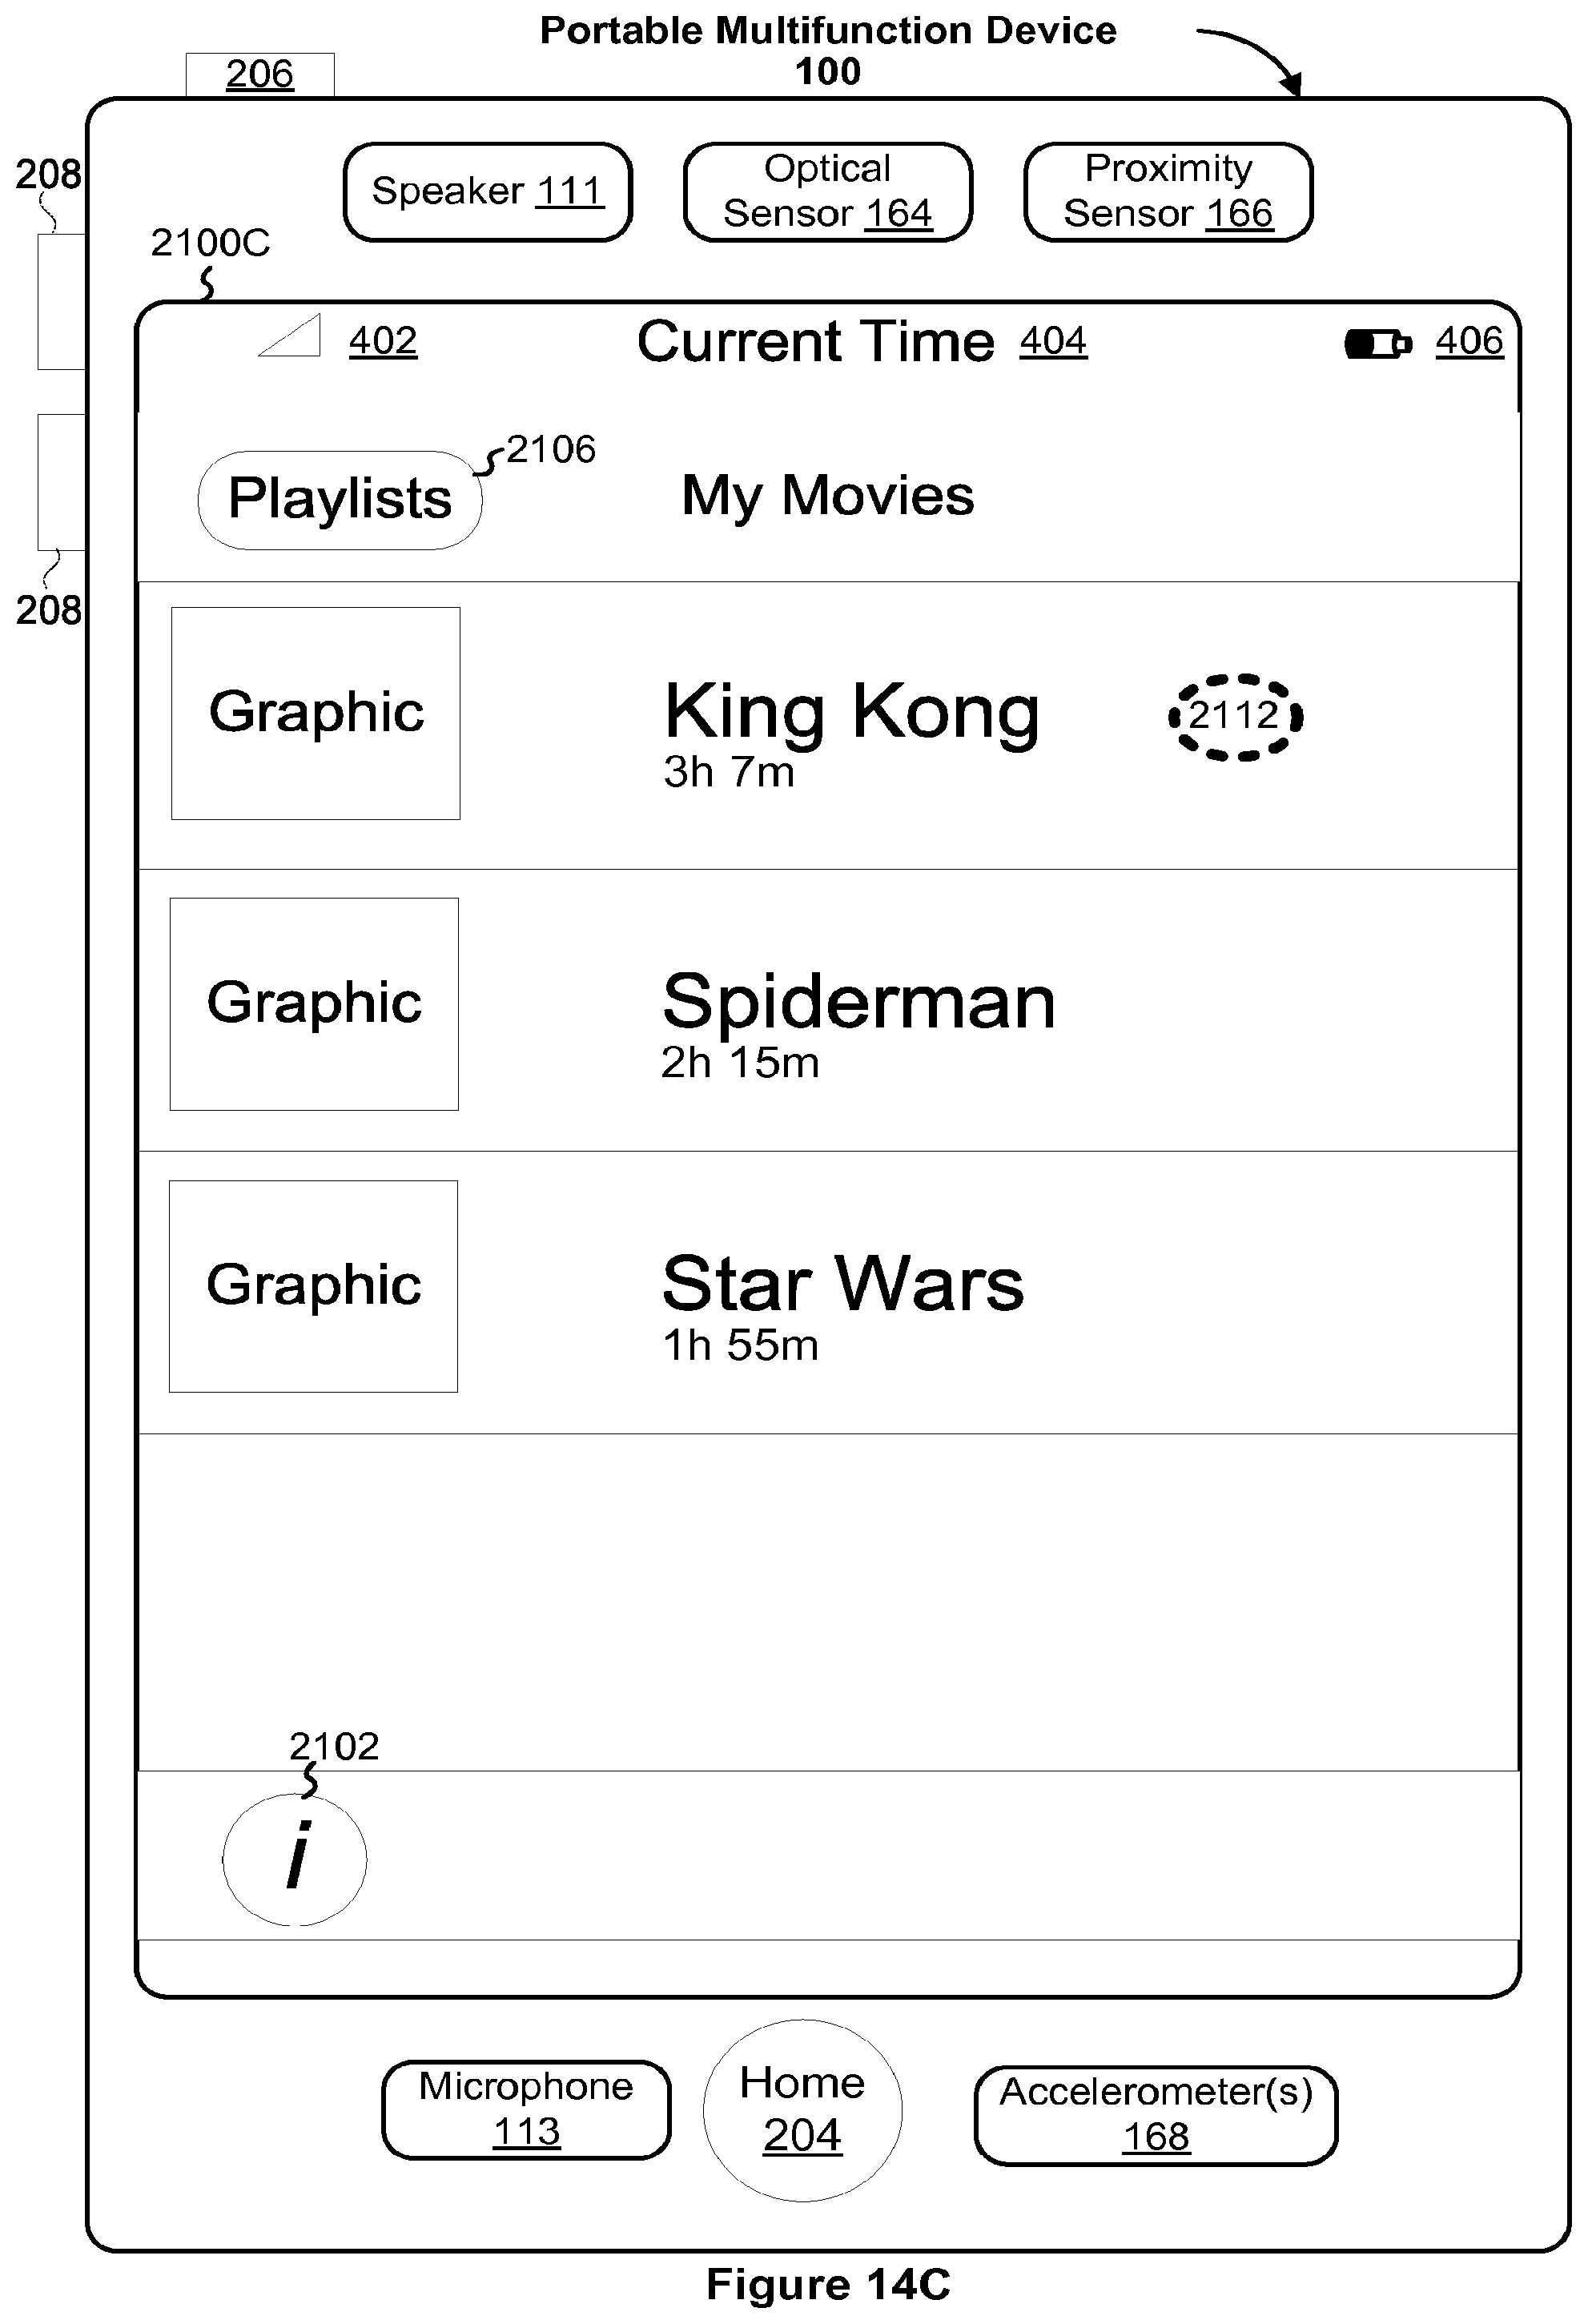 Portable Multifunction Device
100
206
208
Speaker 111
Optical
Sensor 164
Proximity
Sensor 166
2100C
402
Current Time 404
406
Playlists
2106
My Movies
208
Graphic
King Kong
3h 7m
2112
Graphic
Spiderman
2h 15m
Graphic
Star Wars
1h 55m
2102
i
Microphone
113
Home
204
Accelerometer(s)
168
Figure 14C